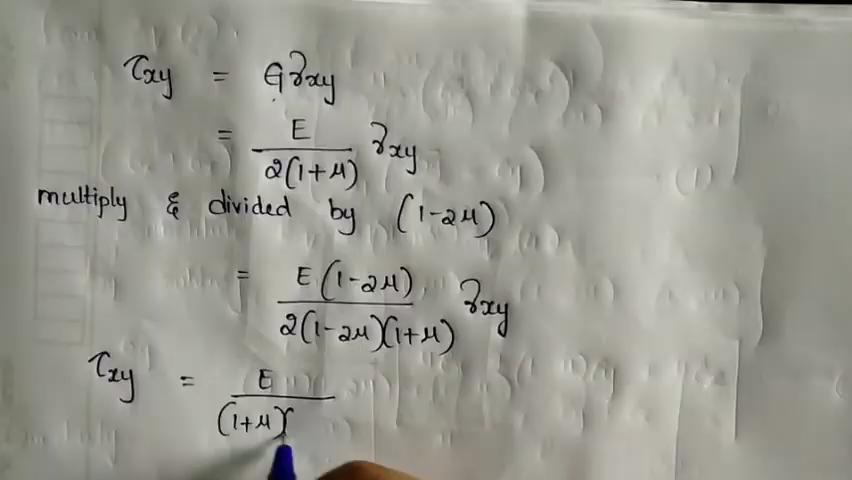 τxy = Gγxy
= E / 2(1+μ) γxy
multiply & divided by (1-2μ)
= E(1-2μ) / 2(1-2μ)(1+μ) γxy
τxy = E / (1+μ)(